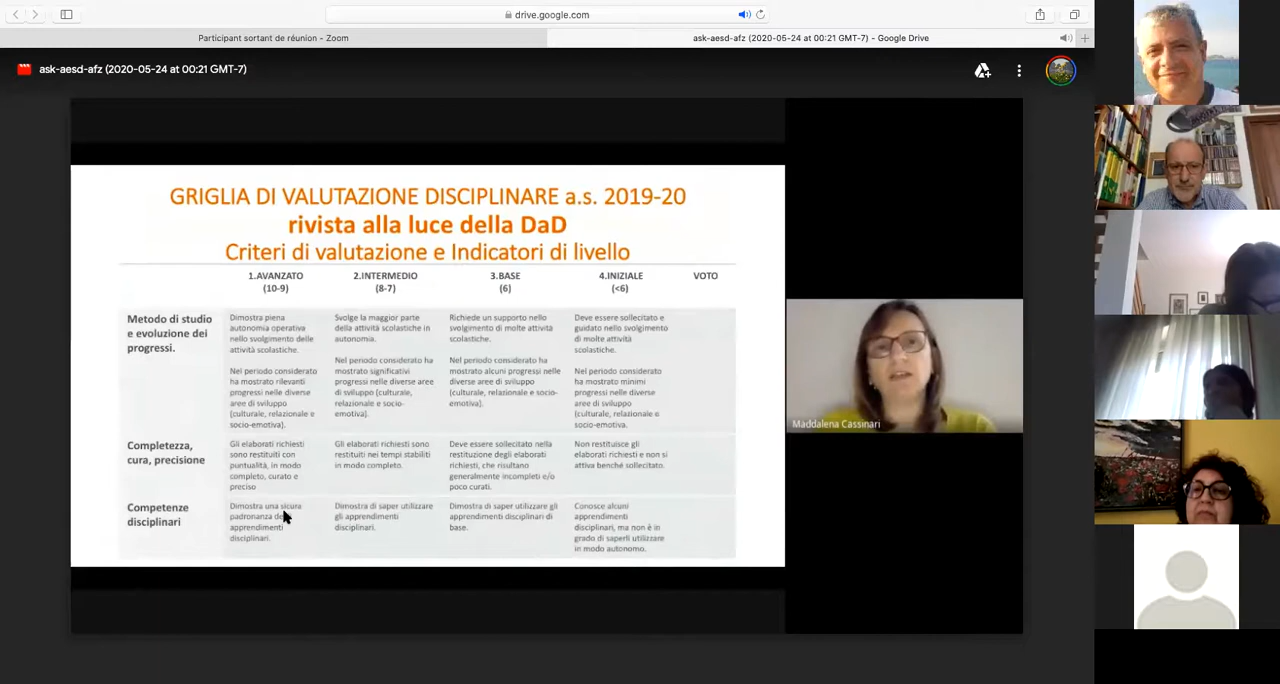 drive.google.com
Participant sortant de réunion - Zoom
ask-aesd-afz (2020-05-24 at 00:21 GMT-7) - Google Drive
ask-aesd-afz (2020-05-24 at 00:21 GMT-7)
GRIGLIA DI VALUTAZIONE DISCIPLINARE a.s. 2019-20
rivista alla luce della DaD
Criteri di valutazione e Indicatori di livello
1.AVANZATO
(10-9)
2.INTERMEDIO
(8-7)
3.BASE
(6)
4.INIZIALE
(<6)
VOTO
Metodo di studio
e evoluzione dei
progressi.
Dimostra piena
autonomia operativa
nello svolgimento delle
attività scolastiche.
Nel periodo considerato
ha mostrato rilevanti
progressi nelle diverse
aree di sviluppo
(culturale, relazionale e
socio-emotiva).
Svolge la maggior parte
della attività scolastiche in
autonomia.
Nel periodo considerato ha
mostrato significativi
progressi nelle diverse aree
di sviluppo (culturale,
relazionale e socio-
emotiva).
Richiede un supporto nello
svolgimento di molte attività
scolastiche.
Nel periodo considerato ha
mostrato alcuni progressi nelle
diverse aree di sviluppo
(culturale, relazionale e socio-
emotiva).
Deve essere sollecitato e
guidato nello svolgimento
di molte attività
scolastiche.
Nel periodo considerato
ha mostrato minimi
progressi nelle diverse
aree di sviluppo
(culturale, relazionale e
socio-emotiva).
Completezza,
cura, precisione
Gli elaborati richiesti
sono restituiti con
puntualità, in modo
completo, curato e
preciso
Gli elaborati richiesti sono
restituiti nei tempi stabiliti
in modo completo.
Deve essere sollecitato nella
restituzione degli elaborati
richiesti, che risultano
generalmente incompleti e/o
poco curati.
Non restituisce gli
elaborati richiesti e non si
attiva benché sollecitato.
Competenze
disciplinari
Dimostra una sicura
padronanza
apprendimenti
disciplinari.
Dimostra di saper utilizzare
gli apprendimenti
disciplinari.
Dimostra di saper utilizzare gli
apprendimenti disciplinari di
base.
Conosce alcuni
apprendimenti
disciplinari, ma non è in
grado di saperli utilizzare
in modo autonomo.
Maddalena Cassinari